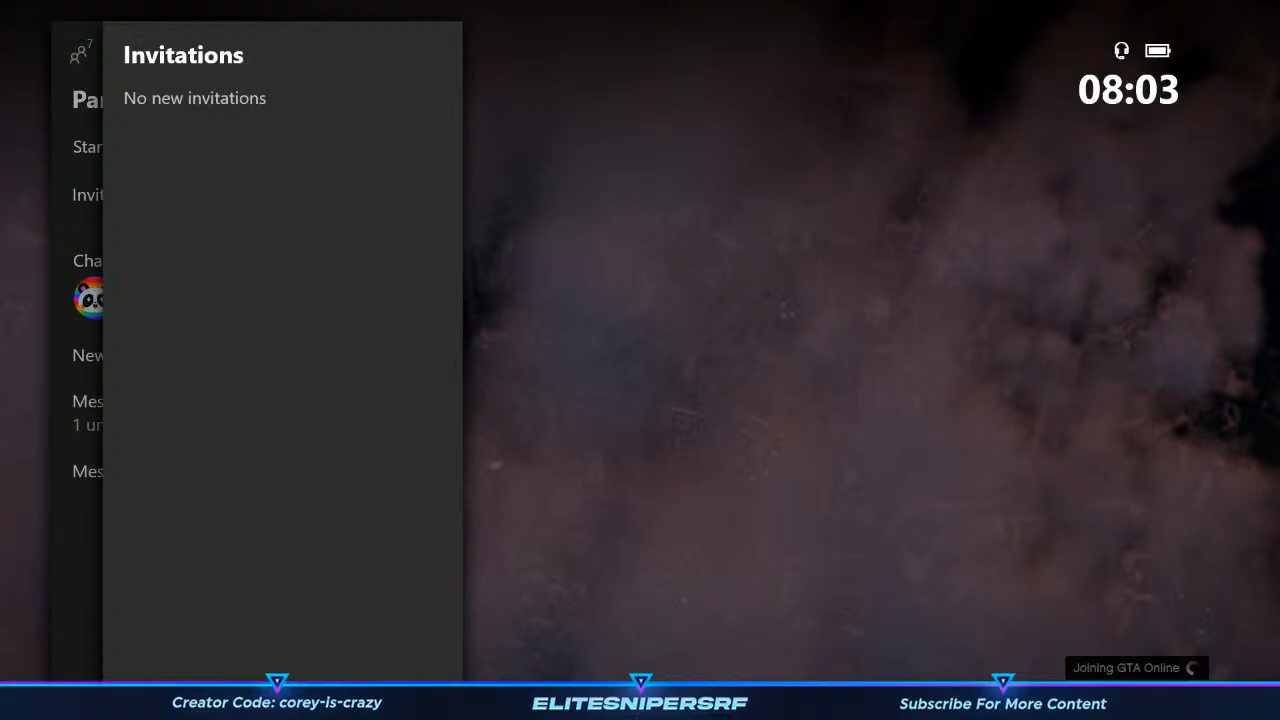 7
Invitations
No new invitations
08:03
Par
Star
Invit
Cha
New
Mes
1 ur
Mes
Joining GTA Online
Creator Code: corey-is-crazy
ELITESNIPERSRF
Subscribe For More Content